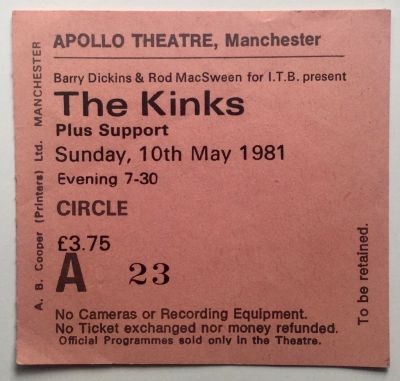 APOLLO THEATRE, Manchester
Barry Dickins & Rod MacSween for I.T.B. present
The Kinks
Plus Support
Sunday, 10th May 1981
Evening 7-30
CIRCLE
£3.75
A 23
No Cameras or Recording Equipment.
No Ticket exchanged nor money refunded.
Official Programmes sold only in the Theatre.
A. B. Cooper (Printers) Ltd. MANCHESTER
To be retained.